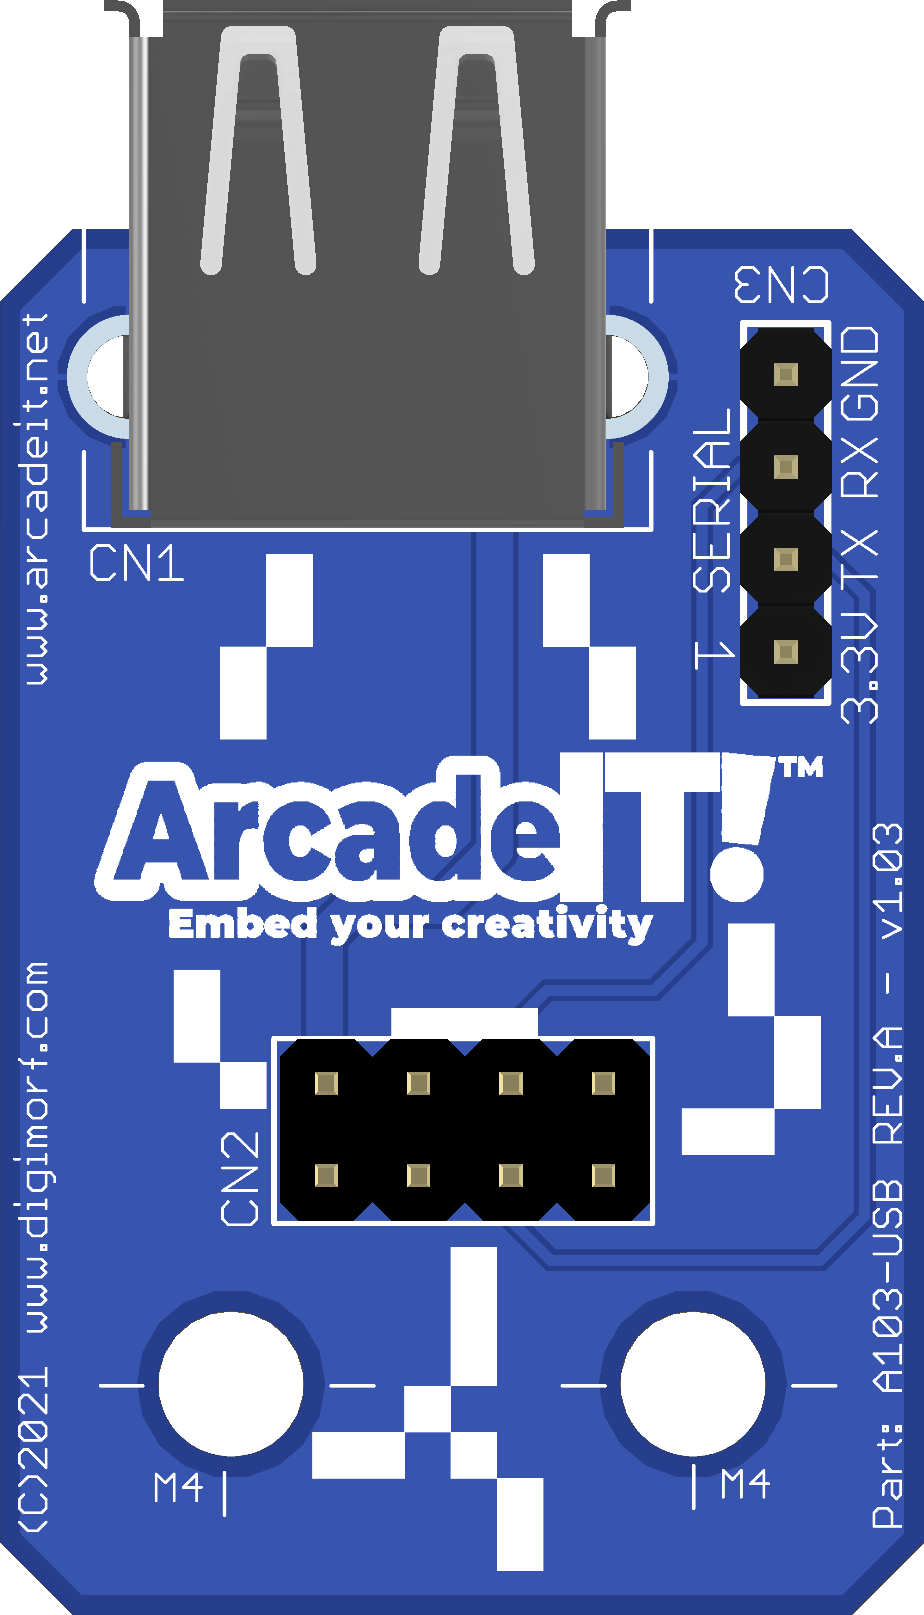 CN3
www.arcadeit.net
GND
RX
TX
3.3V
1 SERIAL
CN1
ArcadeIT!™
Embed your creativity
CN2
(C)2021 www.digimorf.com
Part: A103-USB REV.A - v1.03
M4
M4